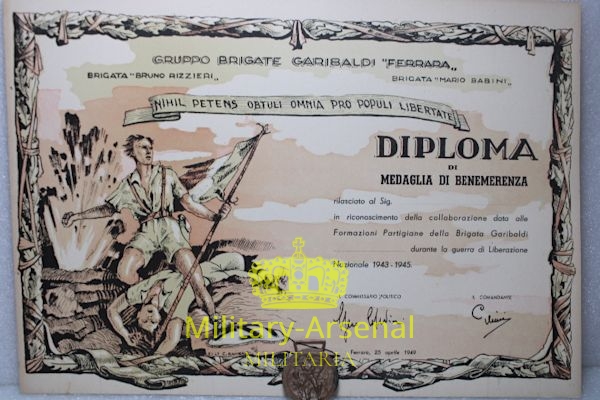 GRUPPO BRIGATE GARIBALDI "FERRARA"
BRIGATA "BRUNO RIZZIERI"
BRIGATA "MARIO BABINI"
NIHIL PETENS OBTULI OMNIA PRO POPULI LIBERTATE
DIPLOMA
DI
MEDAGLIA DI BENEMERENZA
rilasciato al Sig.
in riconoscimento della collaborazione data alle
Formazioni Partigiane della Brigata Garibaldi
durante la guerra di Liberazione
Nazionale 1943-1945.
IL COMMISSARIO POLITICO
IL COMANDANTE
Military-Arsenal
MILITARIA
Ferrara, 25 aprile 1949